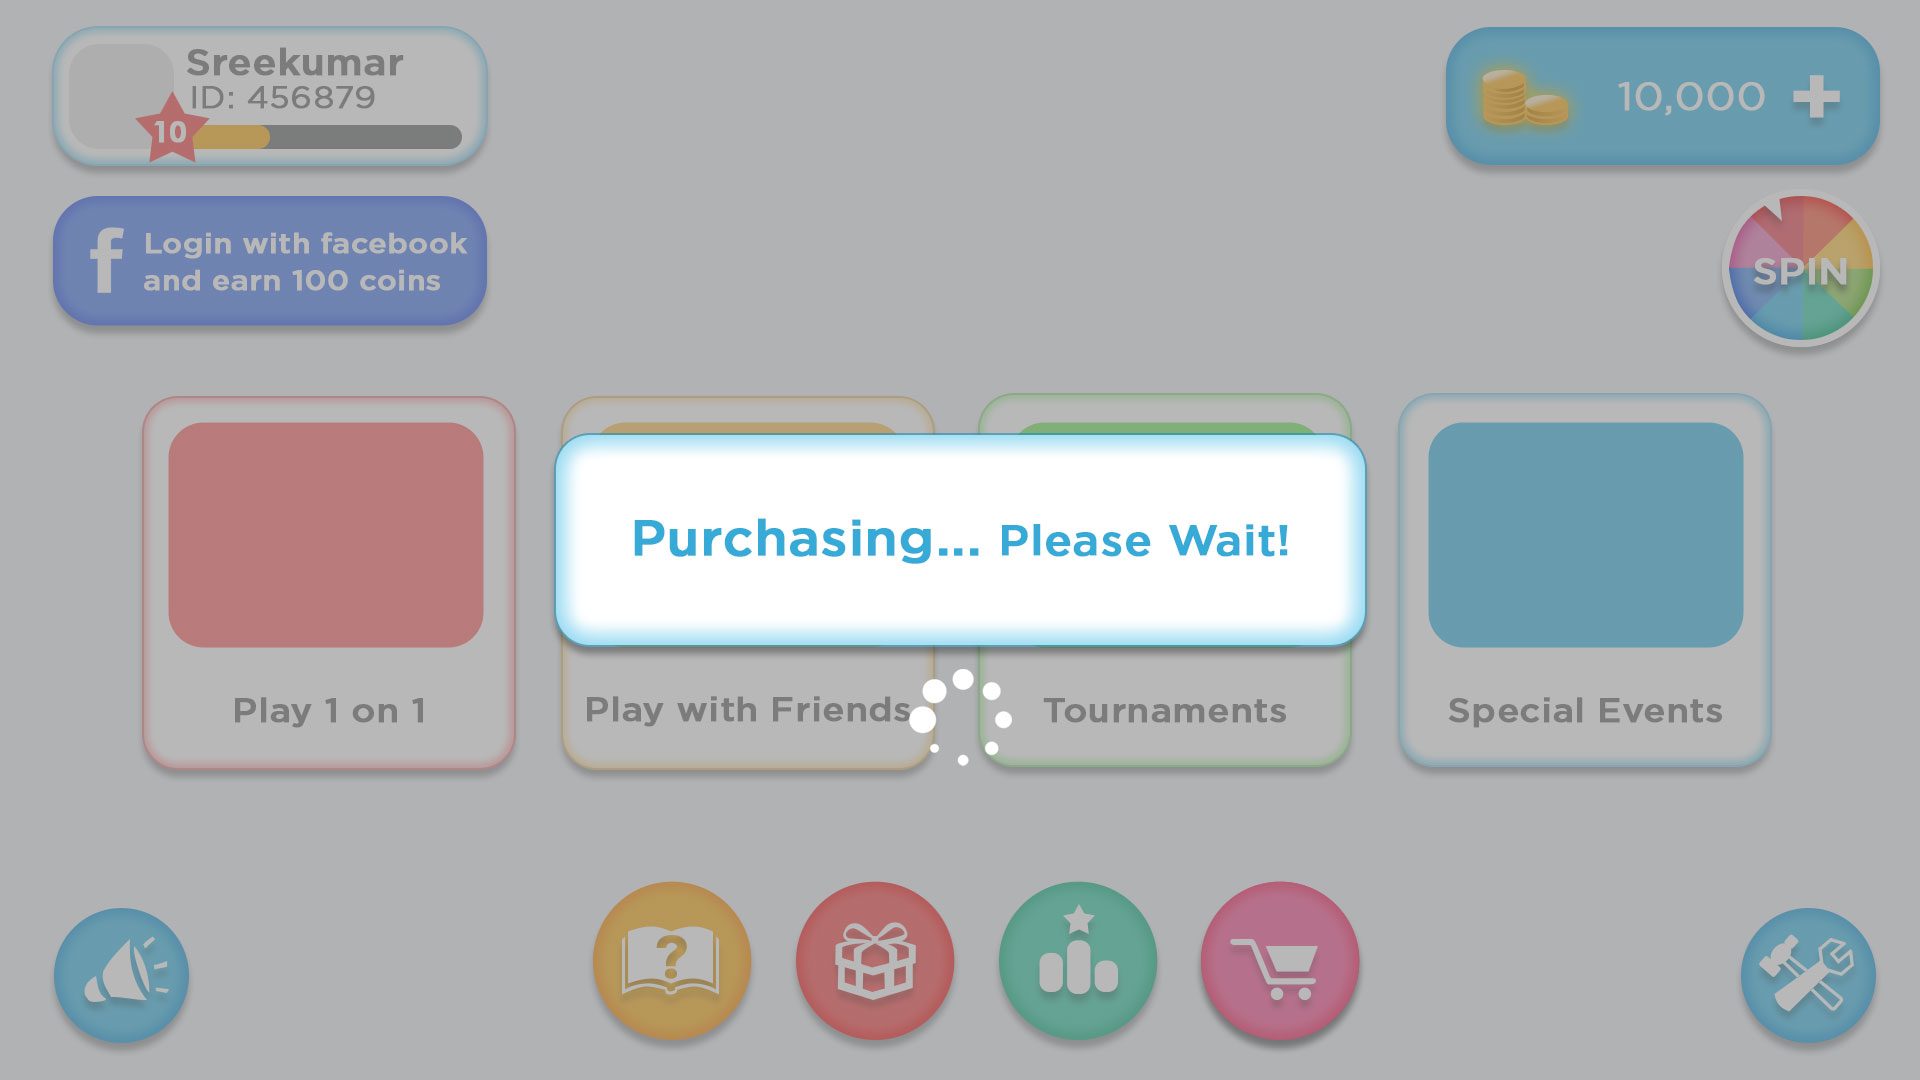 Sreekumar
ID: 456879
10
10,000
f Login with facebook
and earn 100 coins
SPIN
Purchasing... Please Wait!
Play 1 on 1
Play with Friends
Tournaments
Special Events
?